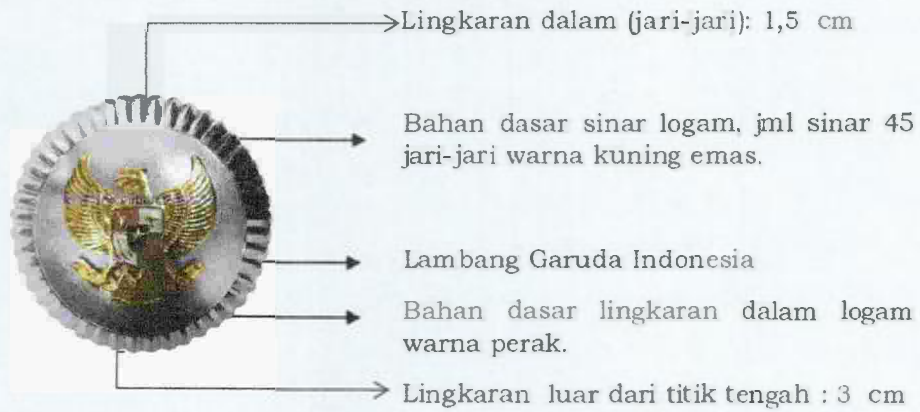 Lingkaran dalam (jari-jari): 1,5 cm
Bahan dasar sinar logam, jml sinar 45
jari-jari warna kuning emas.
Lambang Garuda Indonesia
Bahan dasar lingkaran dalam logam
warna perak.
Lingkaran luar dari titik tengah : 3 cm